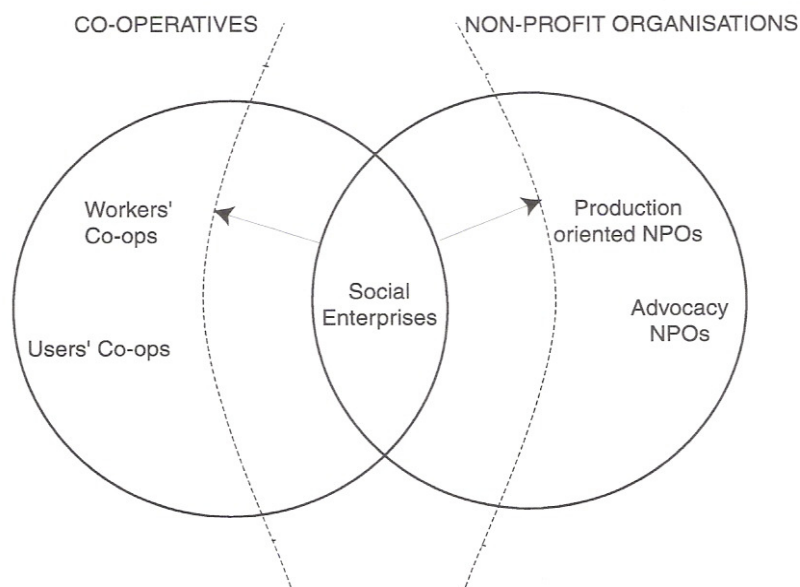 CO-OPERATIVES
NON-PROFIT ORGANISATIONS
Workers'
Co-ops
Users' Co-ops
Social
Enterprises
Production
oriented NPOs
Advocacy
NPOs